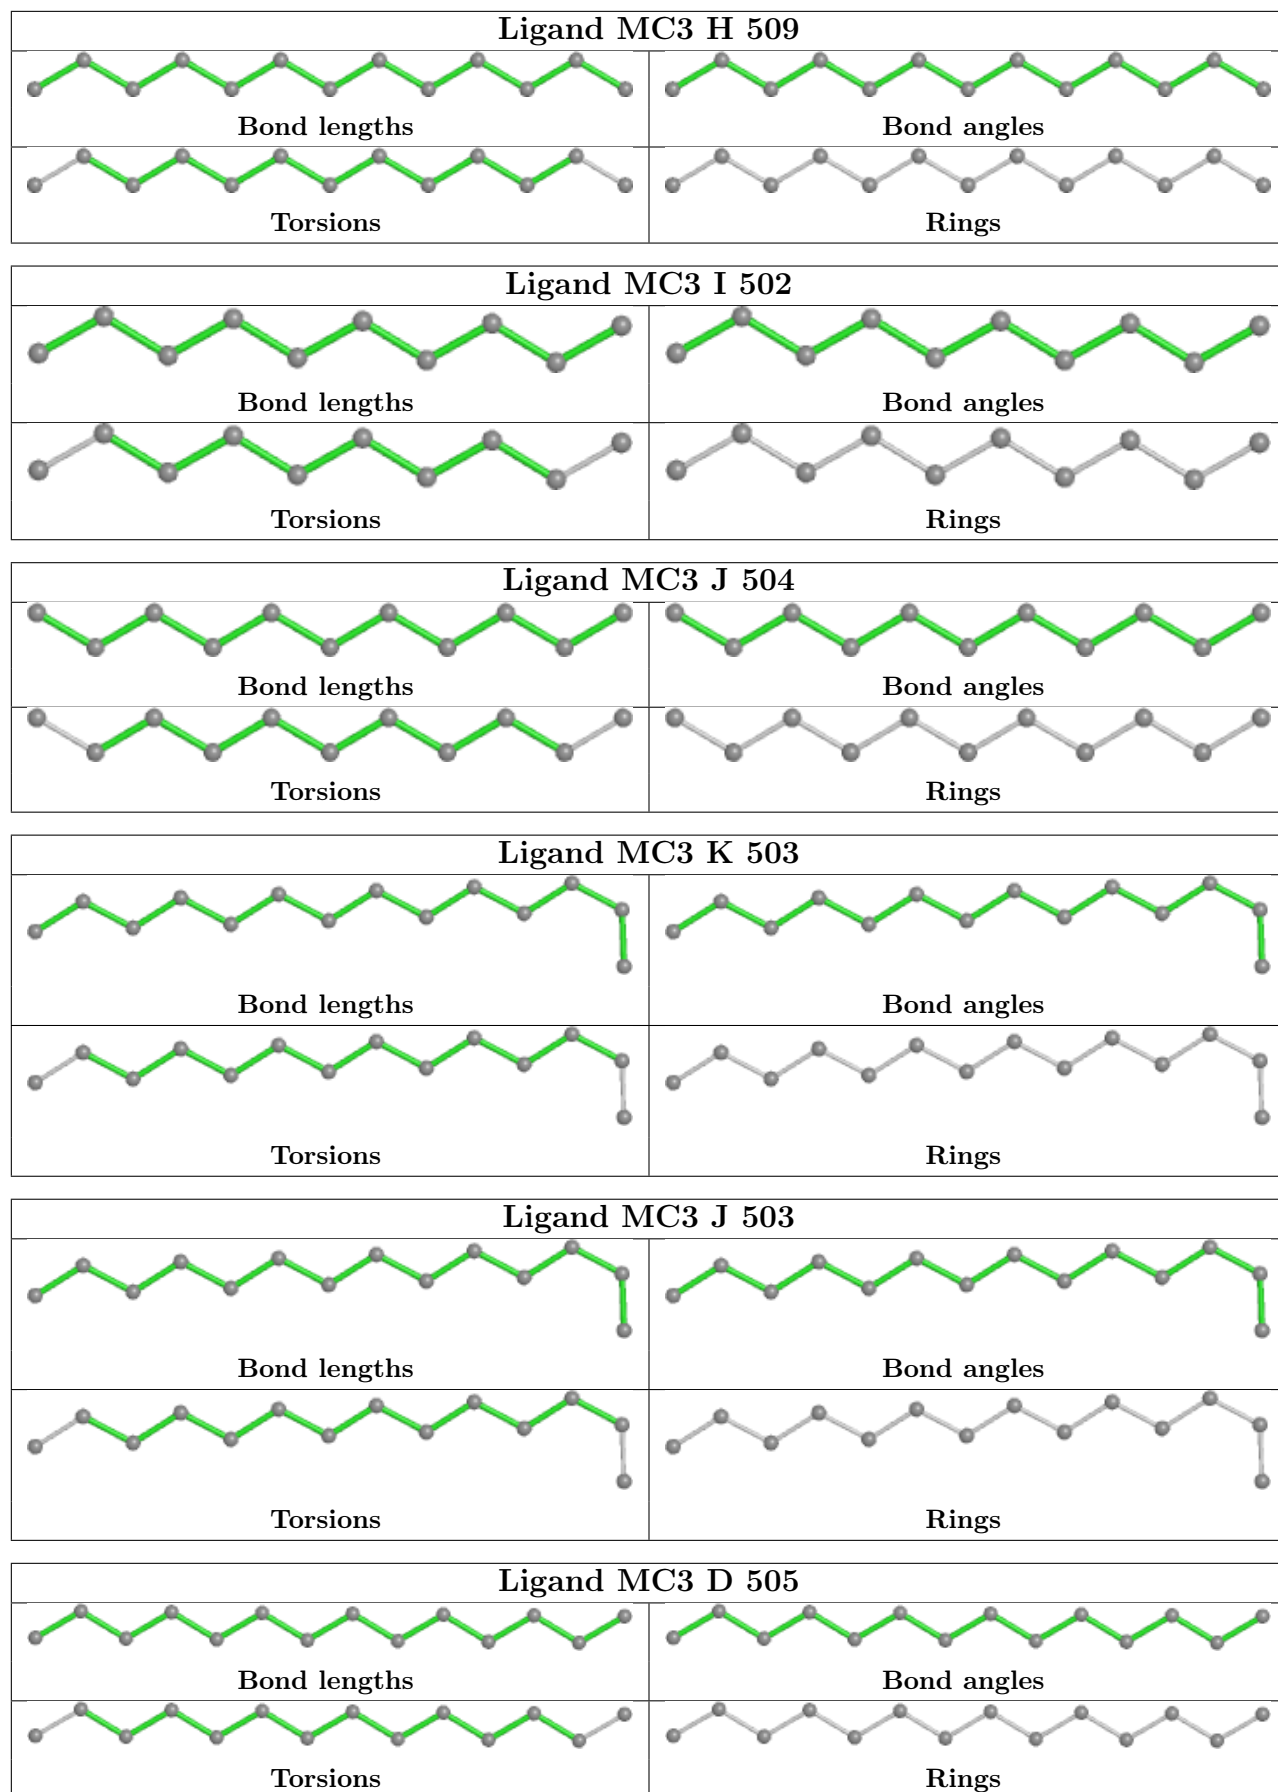 Ligand MC3 H 509
Bond lengths Bond angles
Torsions Rings
Ligand MC3 I 502
Bond lengths Bond angles
Torsions Rings
Ligand MC3 J 504
Bond lengths Bond angles
Torsions Rings
Ligand MC3 K 503
Bond lengths Bond angles
Torsions Rings
Ligand MC3 J 503
Bond lengths Bond angles
Torsions Rings
Ligand MC3 D 505
Bond lengths Bond angles
Torsions Rings